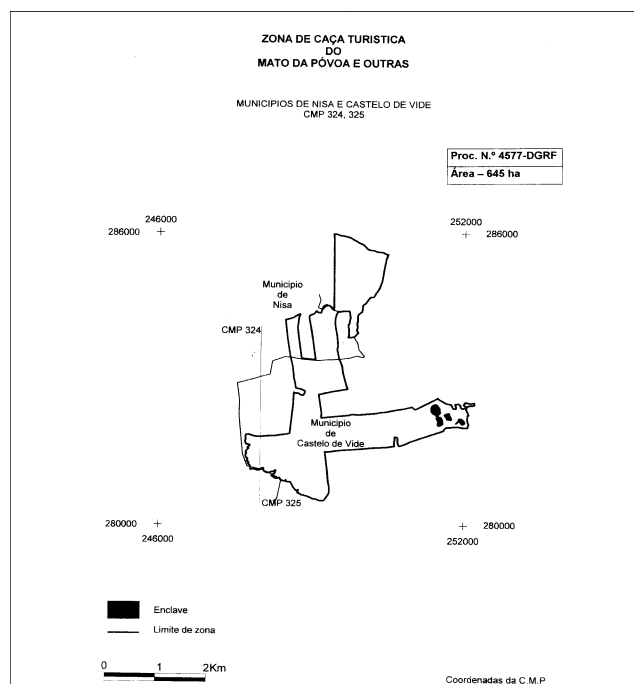 ZONA DE CAÇA TURISTICA
DO
MATO DA PÓVOA E OUTRAS
MUNICIPIOS DE NISA E CASTELO DE VIDE
CMP 324, 325
Proc. N.º 4577-DGRF
Área – 645 ha
246000
286000
252000
286000
Municipio
de
Nisa
CMP 324
Municipio
de
Castelo de Vide
CMP 325
280000
246000
280000
252000
Enclave
Limite de zona
0 1 2Km
Coordenadas da C.M.P